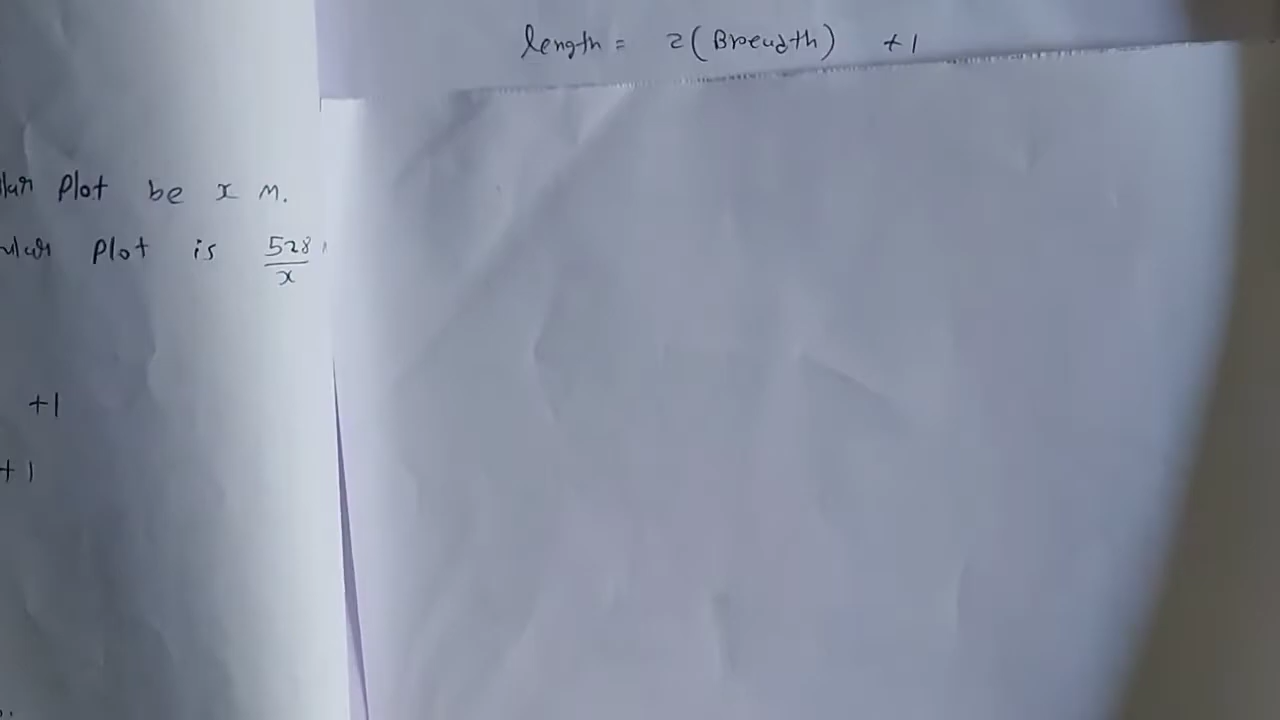 length = 2(Breadth) +1
Plot be x M.
Plot is 528/x
+1
+1